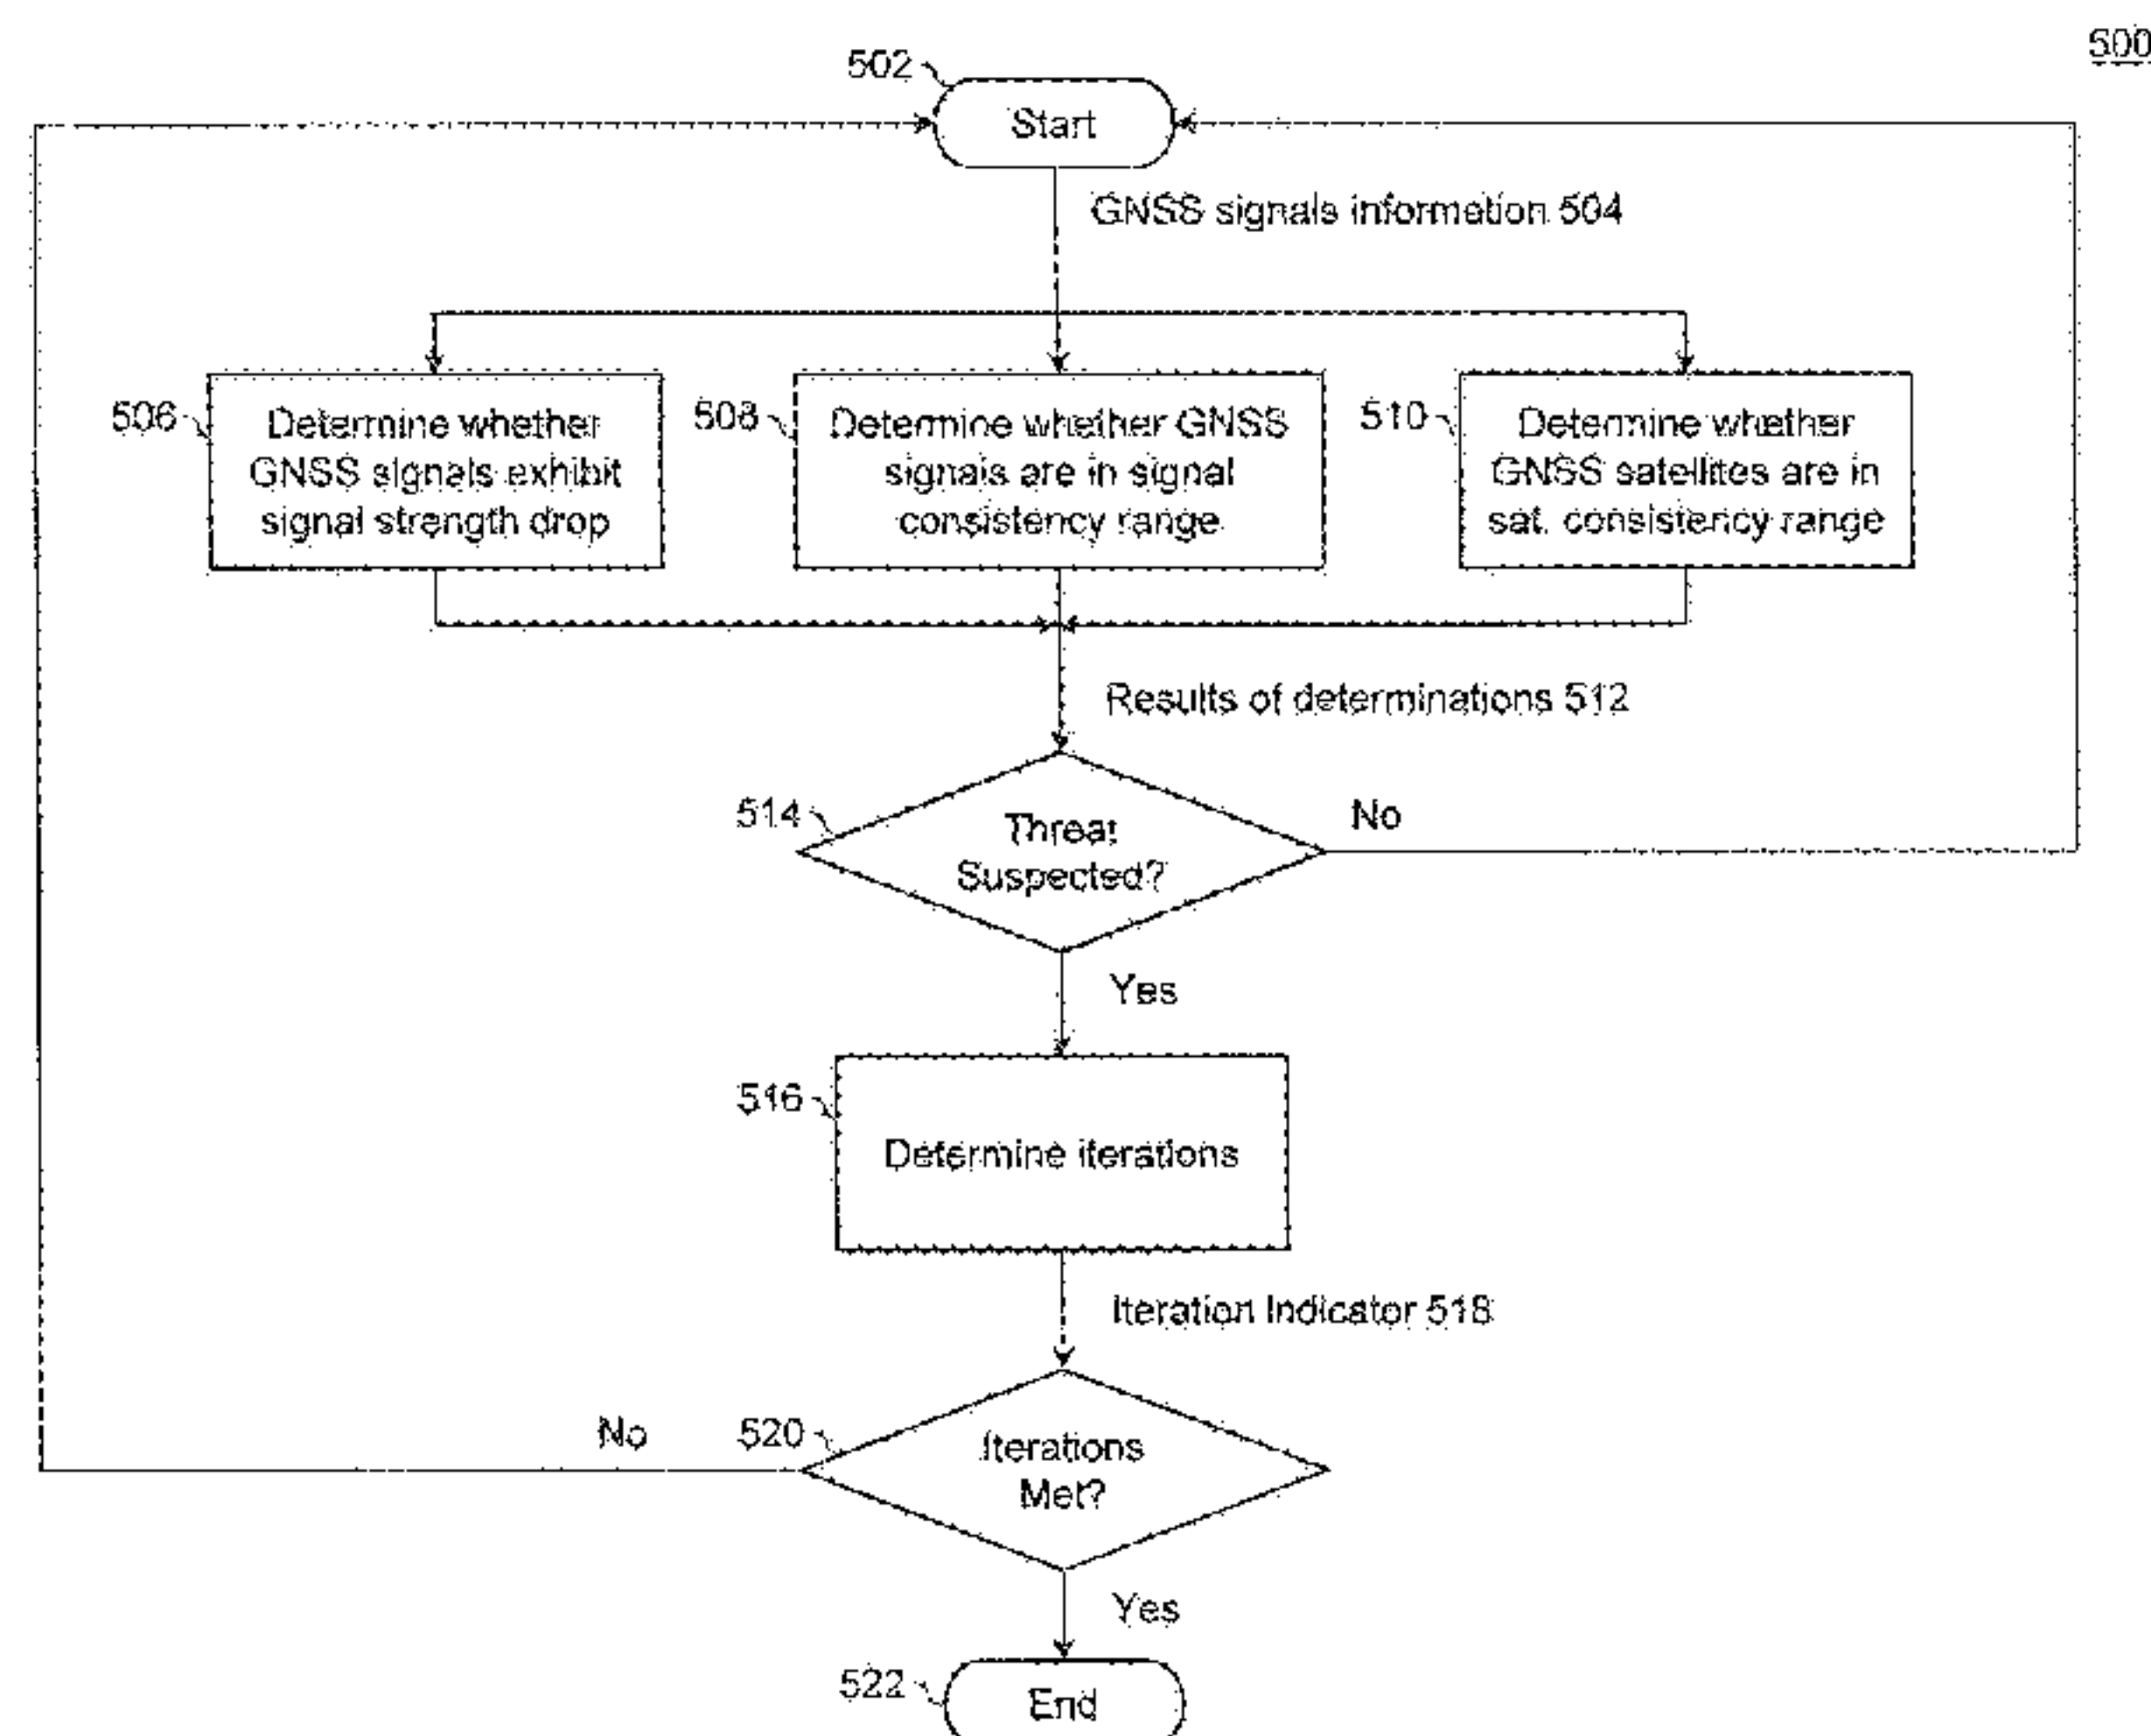 500
502
Start
GNSS signals information 504
506
Determine whether
GNSS signals exhibit
signal strength drop
508
Determine whether GNSS
signals are in signal
consistency range
510
Determine whether
GNSS satellites are in
sat. consistency range
Results of determinations 512
514
Threat
Suspected?
No
Yes
516
Determine iterations
Iteration Indicator 518
No
520
Iterations
Met?
Yes
522
End